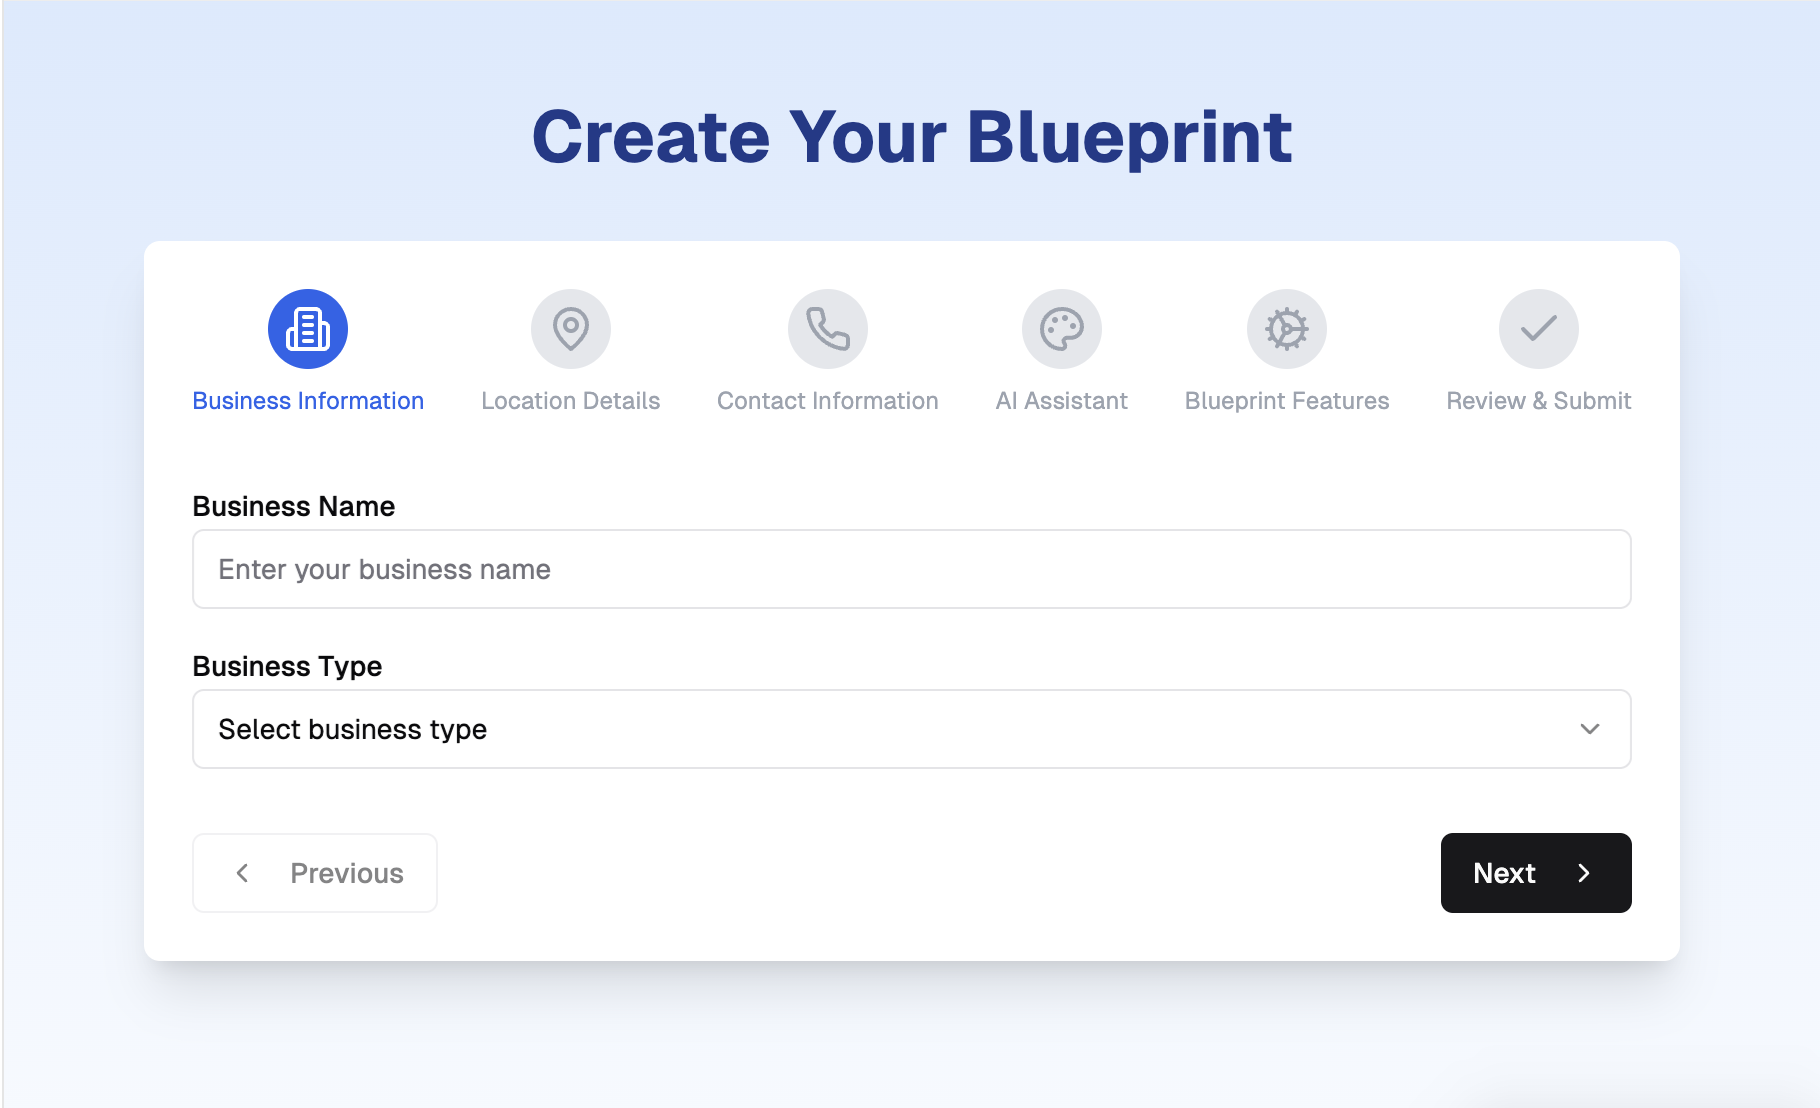 Create Your Blueprint
Business Information
Location Details
Contact Information
AI Assistant
Blueprint Features
Review & Submit
Business Name
Enter your business name
Business Type
Select business type
Previous
Next